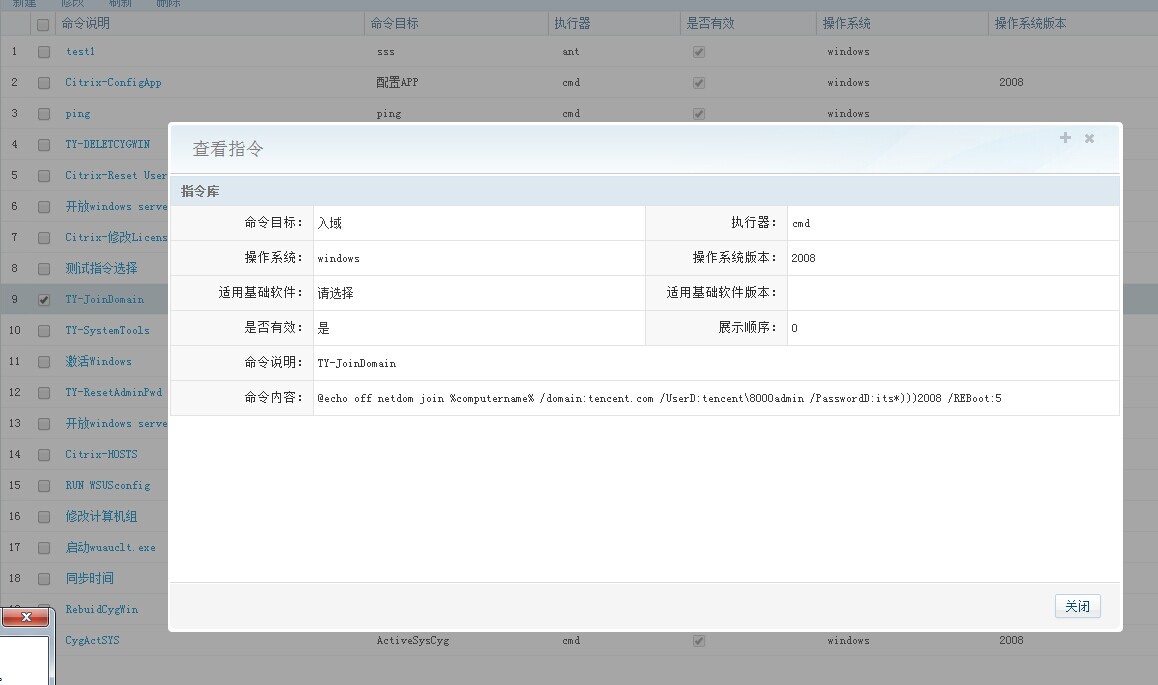 新建 修改 刷新 删除
命令说明 命令目标 执行器 是否有效 操作系统 操作系统版本
1 test1 sss ant windows
2 Citrix-ConfigApp 配置APP cmd windows 2008
3 ping ping cmd windows
4 TY-DELETCYGWIN
5 Citrix-Reset User
6 开放windows serve
7 Citrix-修改Licens
8 测试指令选择
9 TY-JoinDomain
10 TY-SystemTools
11 激活Windows
12 TY-ResetAdminPwd
13 开放windows serve
14 Citrix-HOSTS
15 RUN WSUSconfig
16 修改计算机组
17 启动wuauclt.exe
18 同步时间
RebuidCygWin
CygActSYS ActiveSysCyg cmd windows 2008
查看指令
指令库
命令目标： 入域 执行器： cmd
操作系统： windows 操作系统版本： 2008
适用基础软件： 请选择 适用基础软件版本：
是否有效： 是 展示顺序： 0
命令说明： TY-JoinDomain
命令内容： @echo off netdom join %computername% /domain:tencent.com /UserD:tencent\8000admin /PasswordD:its*)))2008 /REBoot:5
关闭